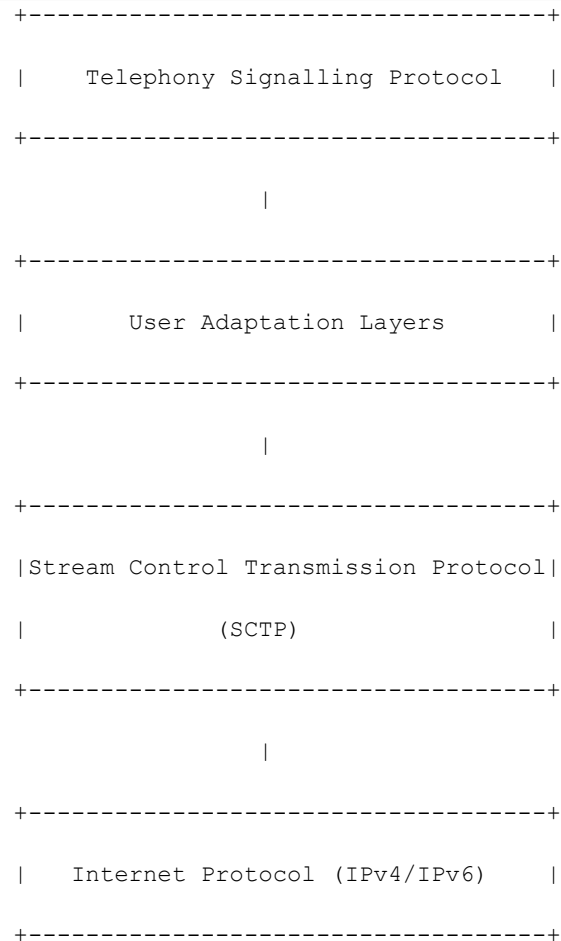 +------------------------------------+
|    Telephony Signalling Protocol   |
+------------------------------------+
                 |
+------------------------------------+
|       User Adaptation Layers       |
+------------------------------------+
                 |
+------------------------------------+
|Stream Control Transmission Protocol|
|             (SCTP)                 |
+------------------------------------+
                 |
+------------------------------------+
|   Internet Protocol (IPv4/IPv6)    |
+------------------------------------+